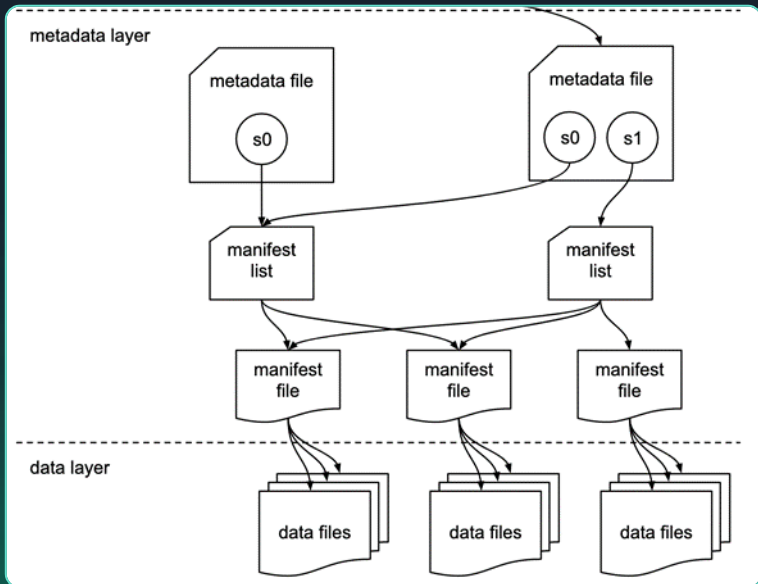 metadata layer
metadata file
metadata file
s0
s0
s1
manifest
list
manifest
list
manifest
file
manifest
file
manifest
file
data layer
data files
data files
data files